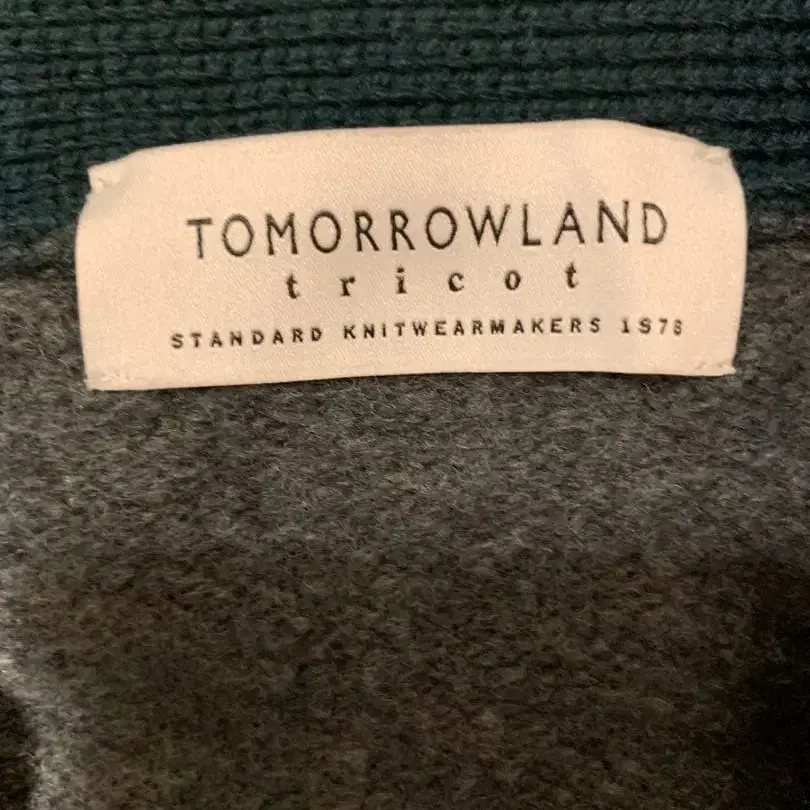 TOMORROWLAND
tricot
STANDARD KNITWEARMAKERS 1978